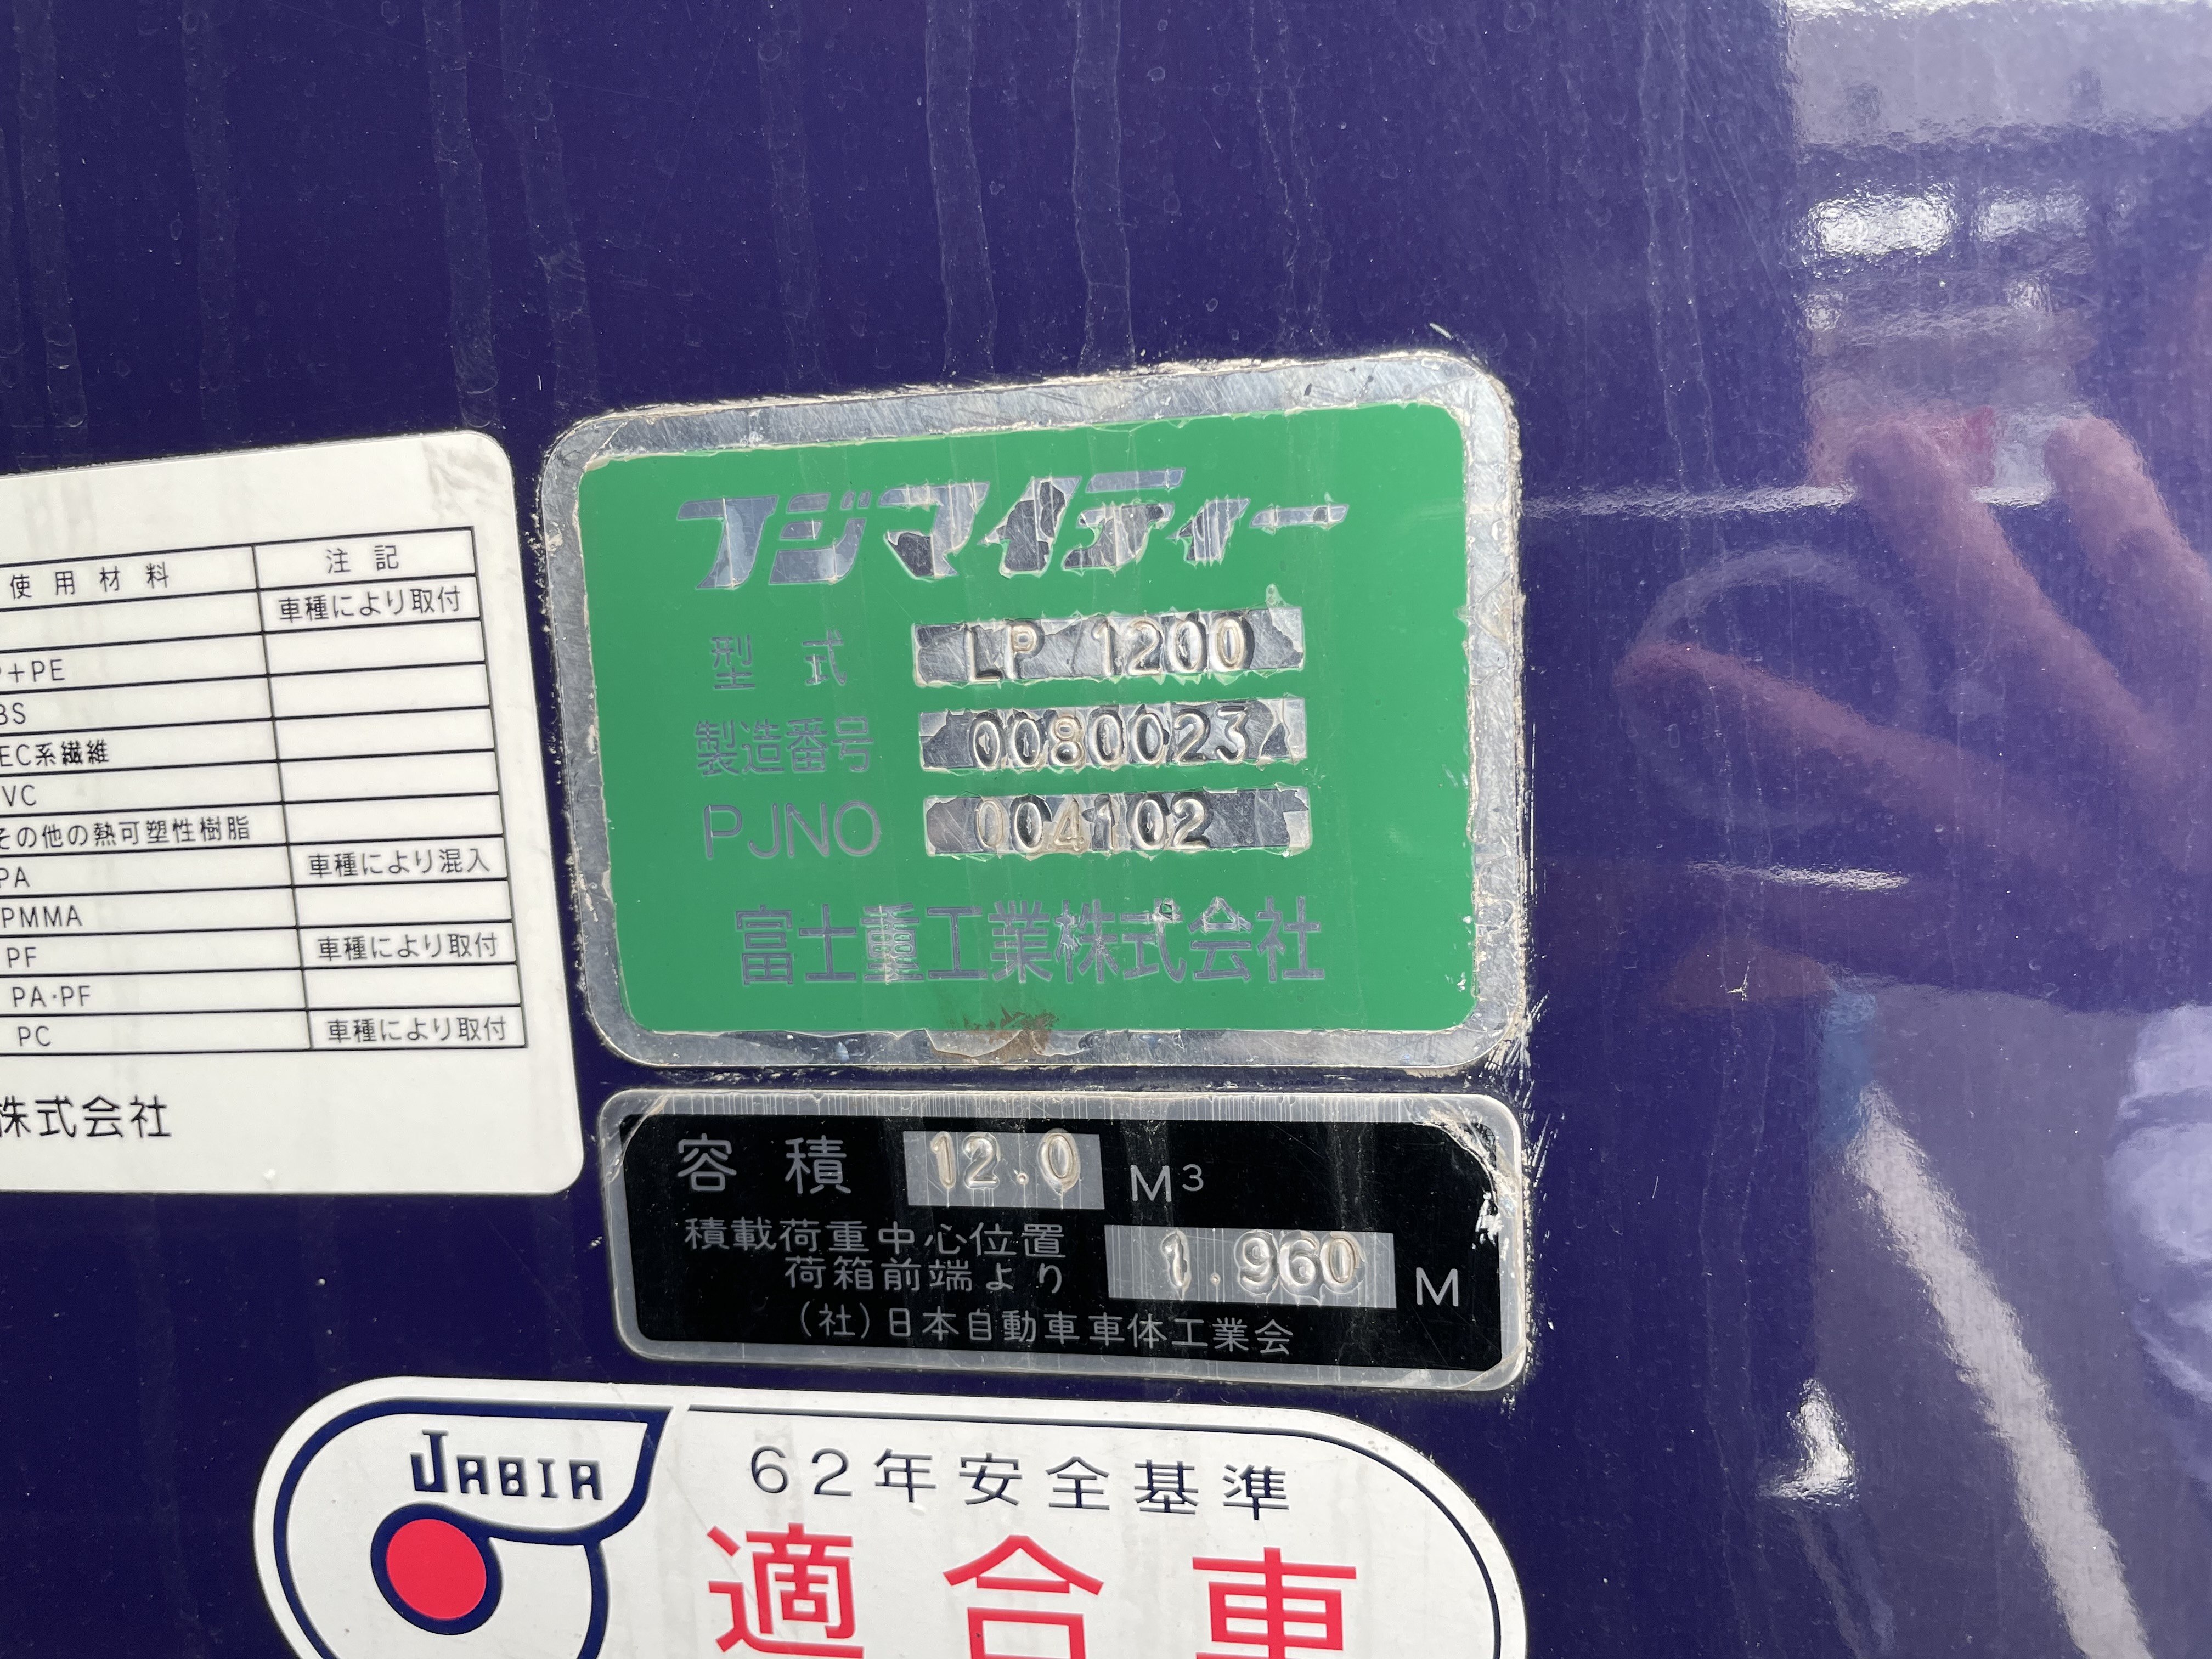 使用材料 注記
車種により取付
P+PE
BS
EC系繊維
VC
その他の熱可塑性樹脂
PA 車種により混入
PMMA
PF 車種により取付
PA・PF
PC 車種により取付
株式会社
フジマイティー
型式 LP 1200
製造番号 0080023
PJNO 004102
富士重工業株式会社
容積 12.0 M³
積載荷重中心位置
荷箱前端より 1.960 M
(社)日本自動車車体工業会
JABIA
62年安全基準
適合車